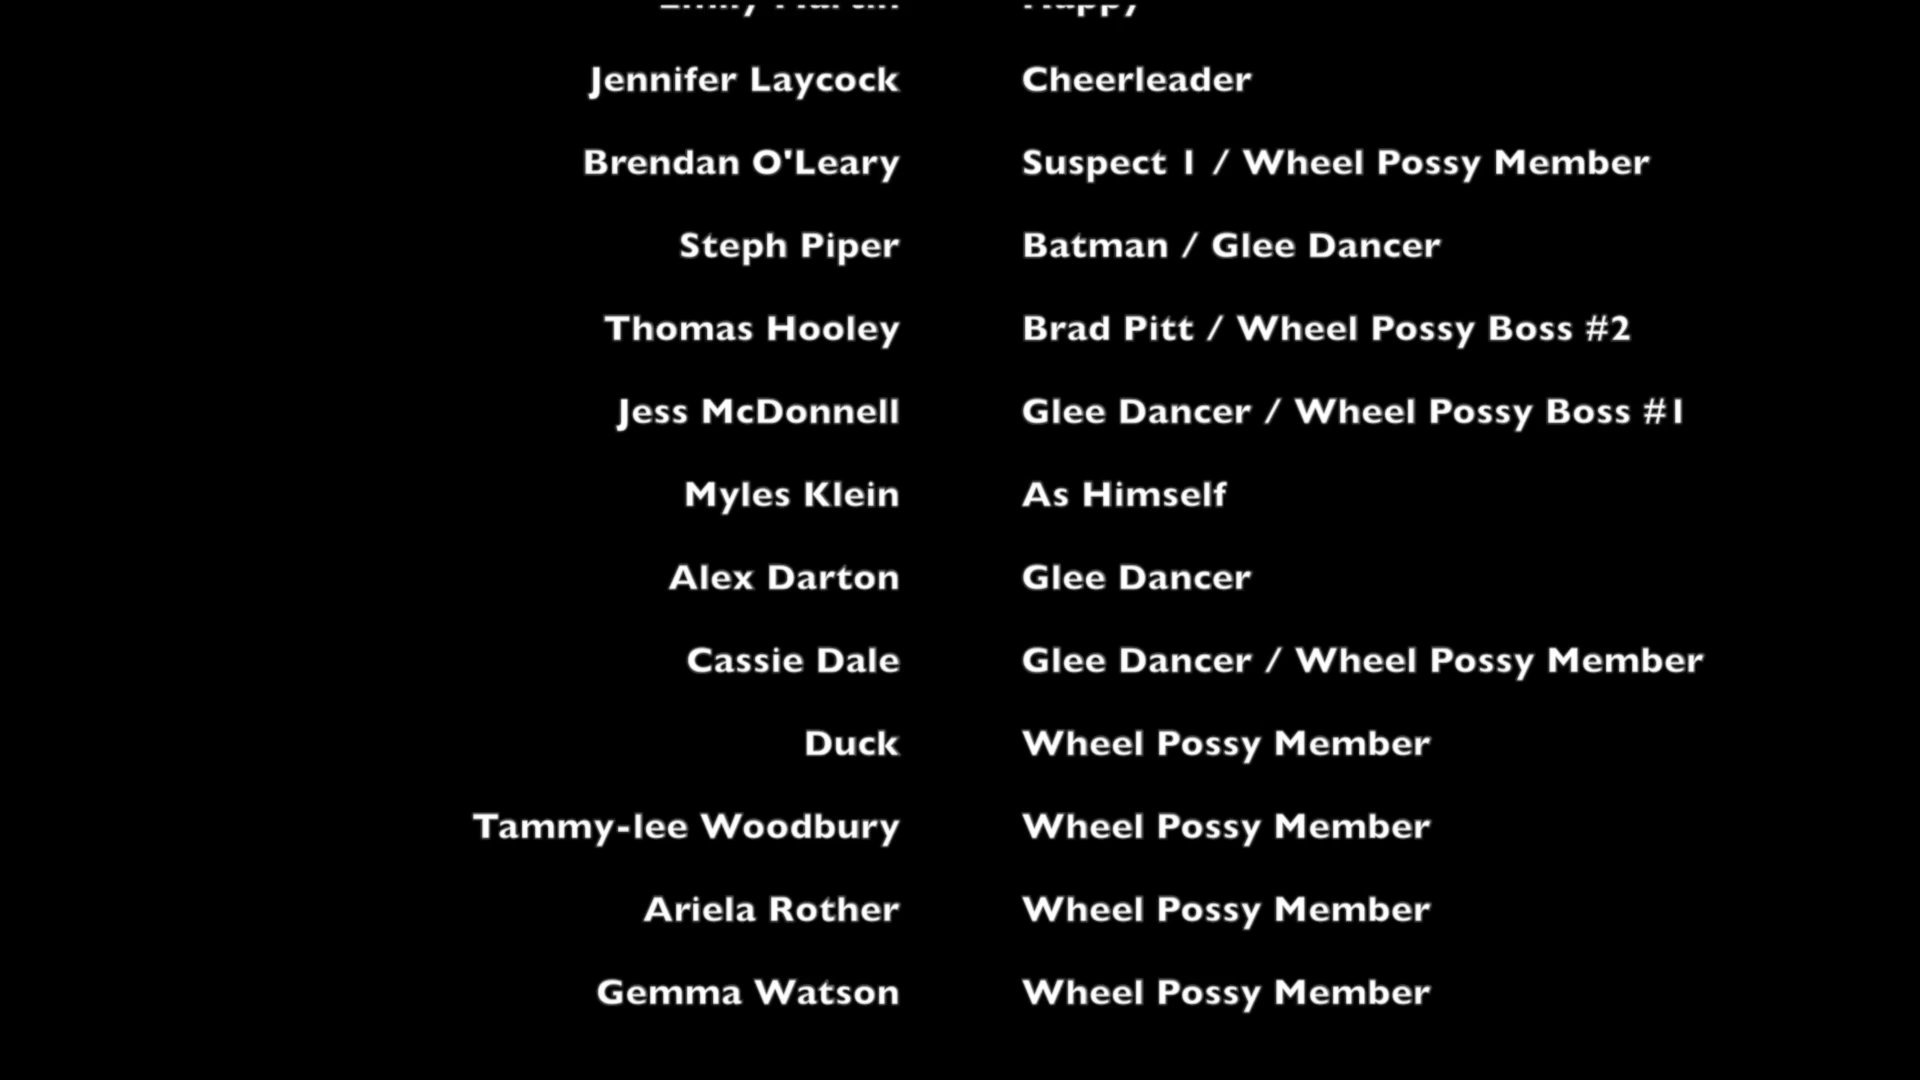 Emily Martin Happy
Jennifer Laycock Cheerleader
Brendan O'Leary Suspect 1 / Wheel Possy Member
Steph Piper Batman / Glee Dancer
Thomas Hooley Brad Pitt / Wheel Possy Boss #2
Jess McDonnell Glee Dancer / Wheel Possy Boss #1
Myles Klein As Himself
Alex Darton Glee Dancer
Cassie Dale Glee Dancer / Wheel Possy Member
Duck Wheel Possy Member
Tammy-lee Woodbury Wheel Possy Member
Ariela Rother Wheel Possy Member
Gemma Watson Wheel Possy Member